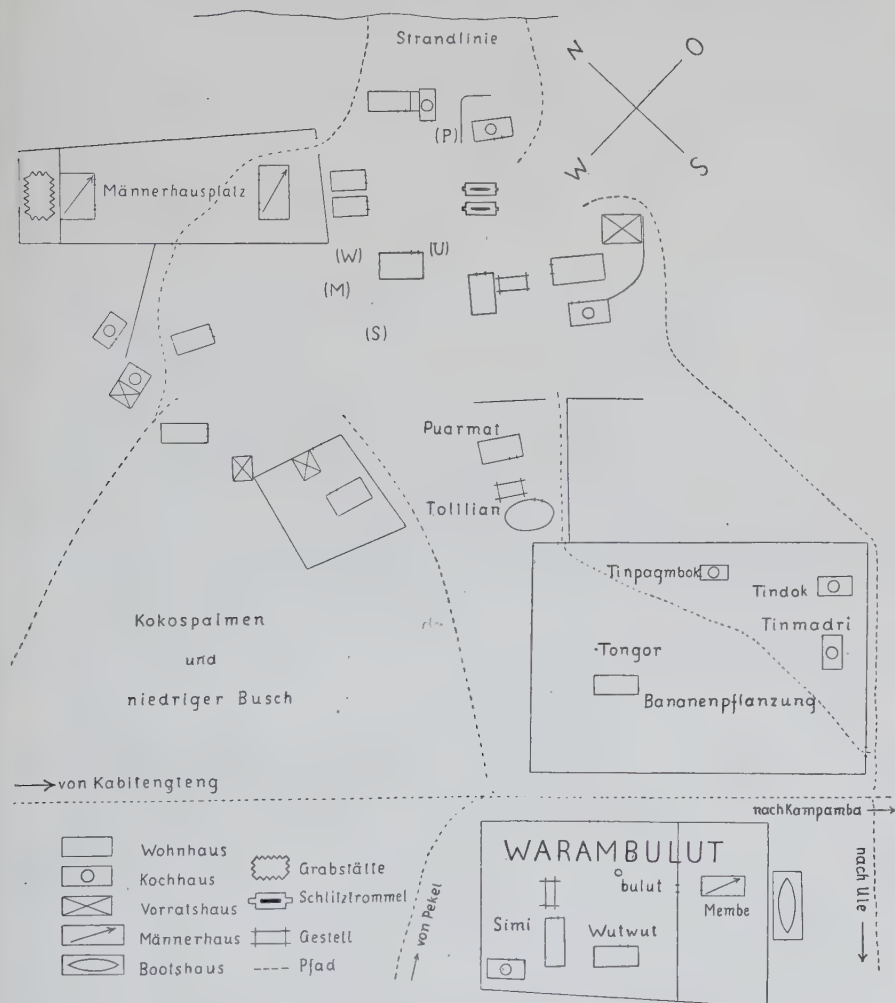 Strandlinie
N
O
W
S
(P)
Männerhausplatz
(W)
(U)
(M)
(S)
Puarmat
Tolilian
Tinpagmbok
Tindok
Tinmadri
Tongor
Bananenpflanzung
Kokospalmen
und
niedriger Busch
von Kabitengteng
nach Kampamba
nach Ule
von Pekel
WARAMBULUT
bulut
Membe
Simi
Wutwut
Wohnhaus
Kochhaus
Vorratshaus
Männerhaus
Bootshaus
Grabstätte
Schlitztrommel
Gestell
Pfad